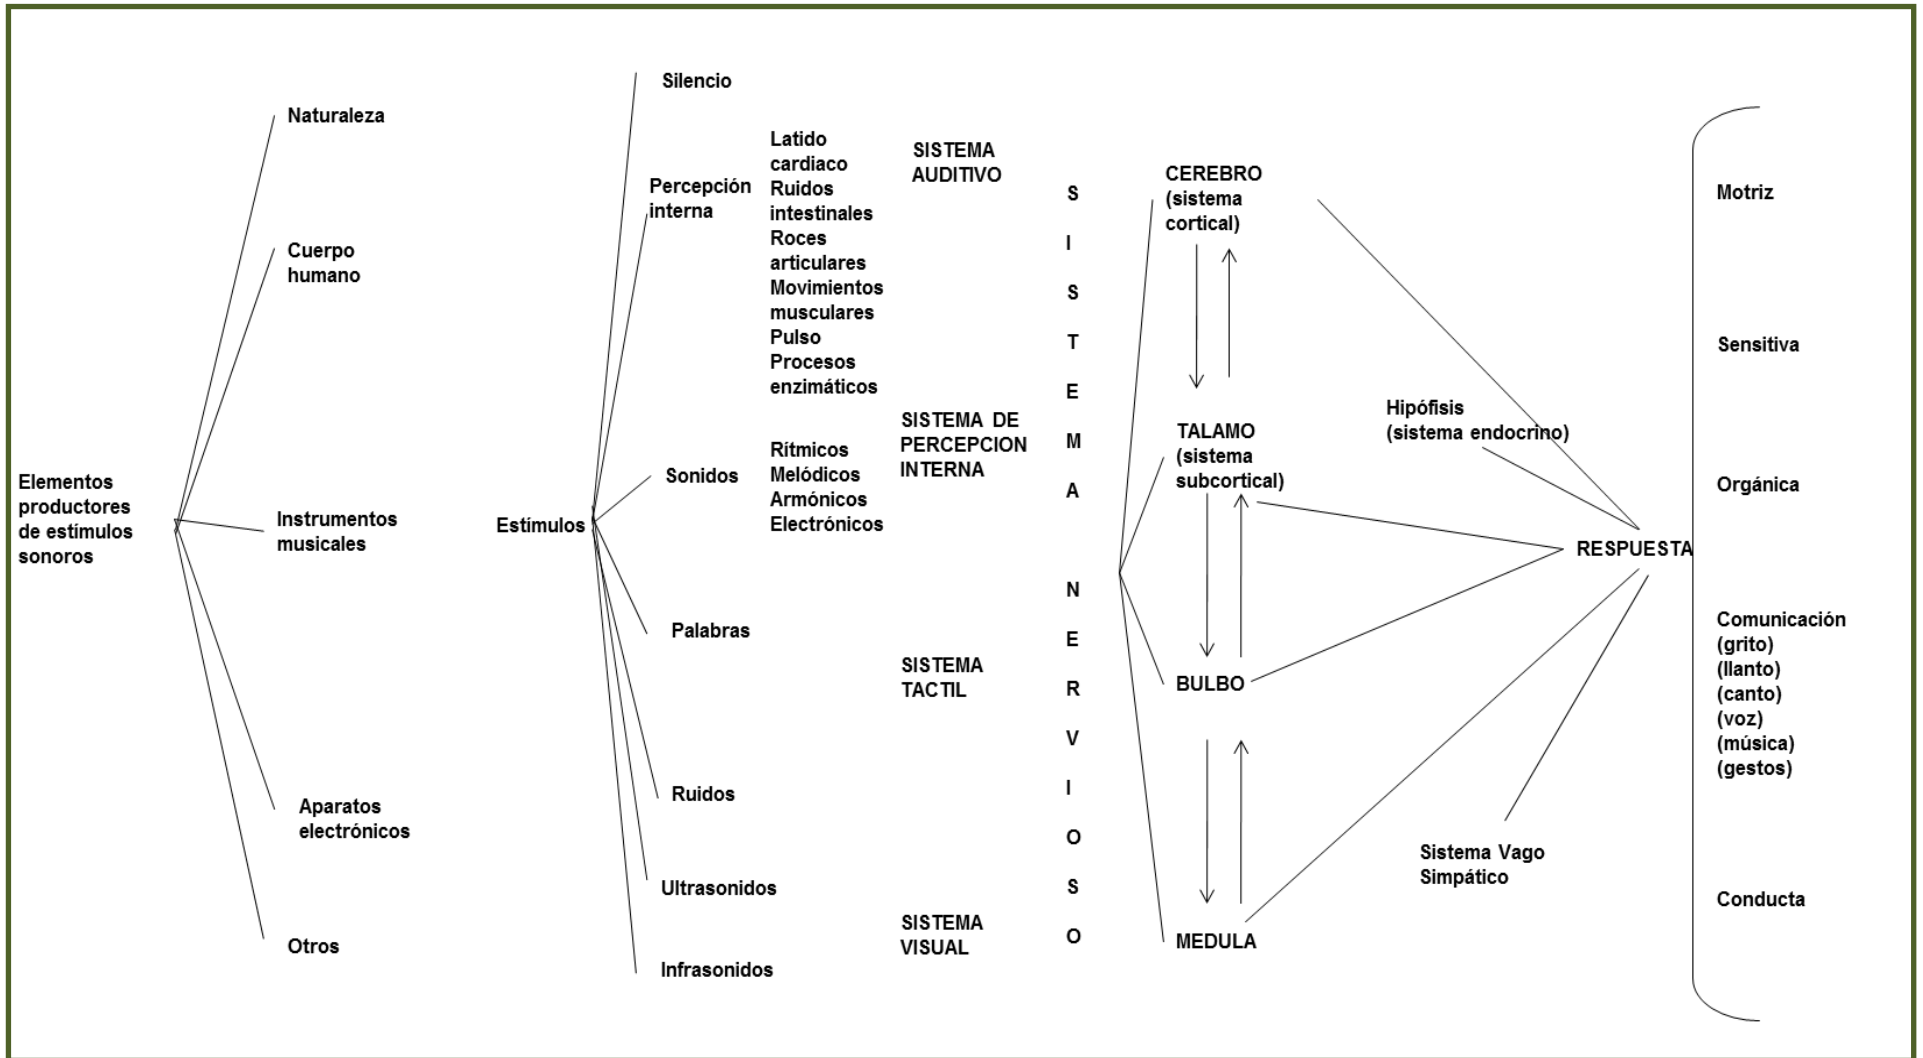 Elementos
productores
de estímulos
sonoros
Naturaleza
Cuerpo
humano
Instrumentos
musicales
Aparatos
electrónicos
Otros
Estímulos
Silencio
Percepción
interna
Latido
cardiaco
Ruidos
intestinales
Roces
articulares
Movimientos
musculares
Pulso
Procesos
enzimáticos
Sonidos
Rítmicos
Melódicos
Armónicos
Electrónicos
Palabras
Ruidos
Ultrasonidos
Infrasonidos
SISTEMA
AUDITIVO
SISTEMA DE
PERCEPCION
INTERNA
SISTEMA
TACTIL
SISTEMA
VISUAL
S
I
S
T
E
M
A
N
E
R
V
I
O
S
O
CEREBRO
(sistema
cortical)
TALAMO
(sistema
subcortical)
BULBO
MEDULA
Hipófisis
(sistema endocrino)
RESPUESTA
Sistema Vago
Simpático
Motriz
Sensitiva
Orgánica
Comunicación
(grito)
(llanto)
(canto)
(voz)
(música)
(gestos)
Conducta